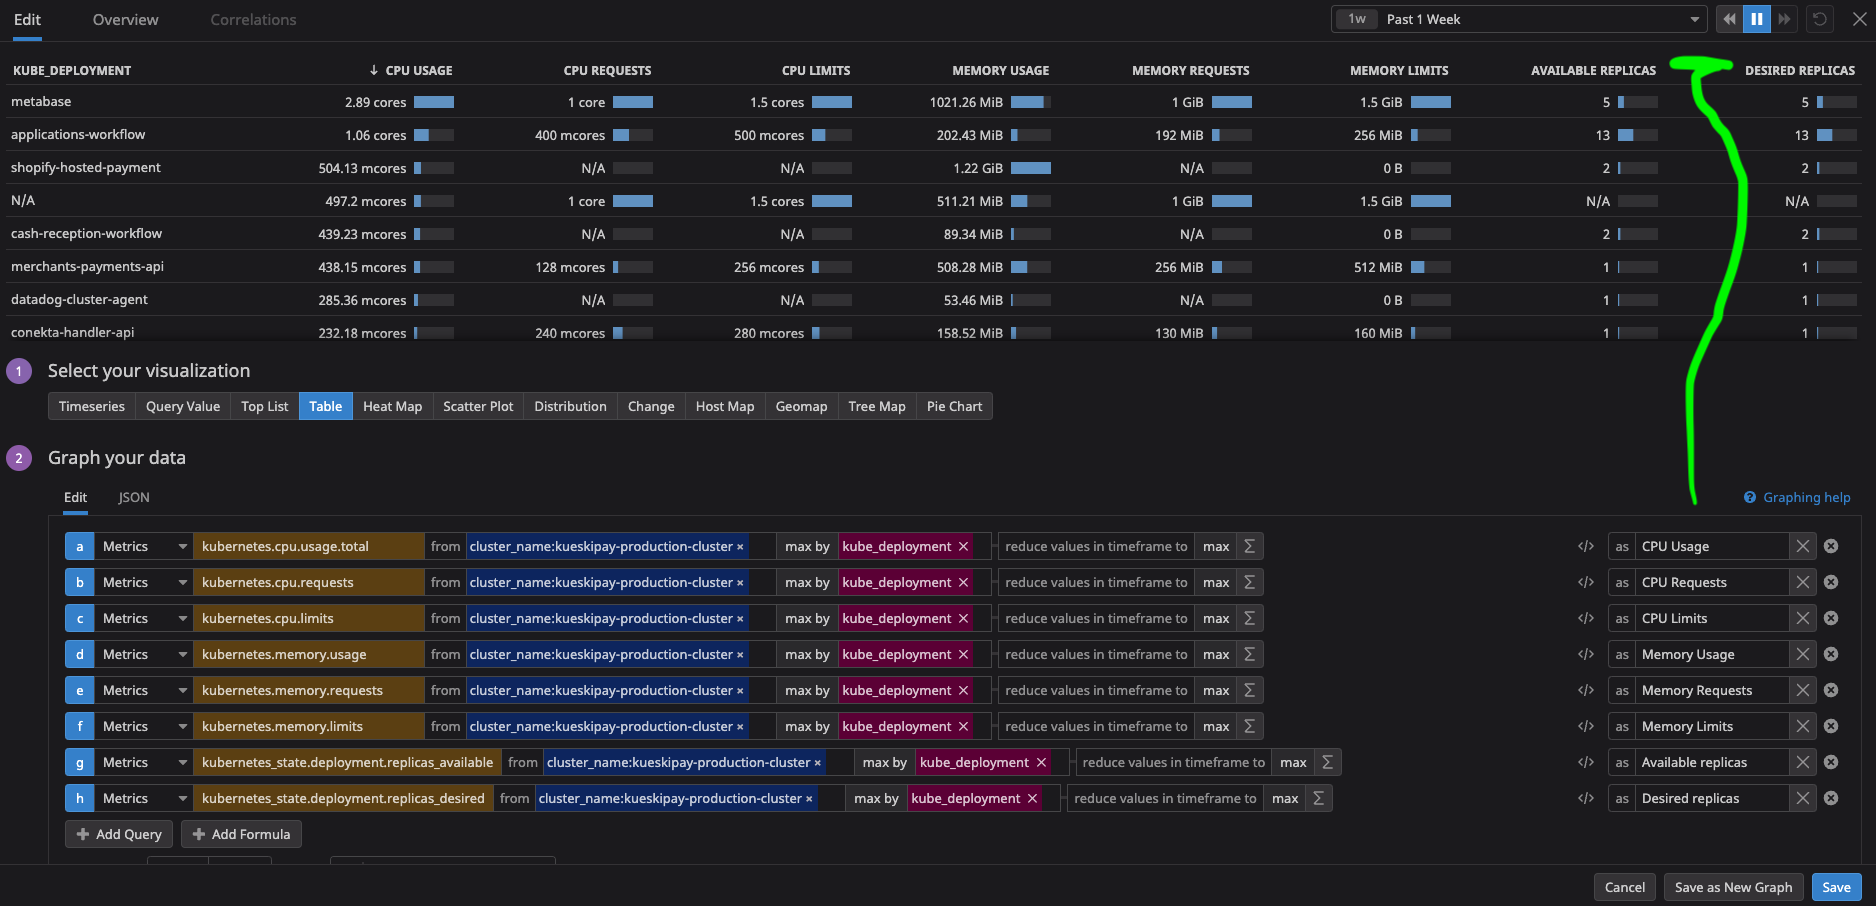 Edit Overview Correlations 1w Past 1 Week
KUBE_DEPLOYMENT CPU USAGE CPU REQUESTS CPU LIMITS MEMORY USAGE MEMORY REQUESTS MEMORY LIMITS AVAILABLE REPLICAS DESIRED REPLICAS
metabase 2.89 cores 1 core 1.5 cores 1021.26 MiB 1 GiB 1.5 GiB 5 5
applications-workflow 1.06 cores 400 mcores 500 mcores 202.43 MiB 192 MiB 256 MiB 13 13
shopify-hosted-payment 504.13 mcores N/A N/A 1.22 GiB N/A 0 B 2 2
N/A 497.2 mcores 1 core 1.5 cores 511.21 MiB 1 GiB 1.5 GiB N/A N/A
cash-reception-workflow 439.23 mcores N/A N/A 89.34 MiB N/A 0 B 2 2
merchants-payments-api 438.15 mcores 128 mcores 256 mcores 508.28 MiB 256 MiB 512 MiB 1 1
datadog-cluster-agent 285.36 mcores N/A N/A 53.46 MiB N/A 0 B 1 1
conekta-handler-api 232.18 mcores 240 mcores 280 mcores 158.52 MiB 130 MiB 160 MiB 1 1
1 Select your visualization
Timeseries Query Value Top List Table Heat Map Scatter Plot Distribution Change Host Map Geomap Tree Map Pie Chart
2 Graph your data
Edit JSON Graphing help
a Metrics kubernetes.cpu.usage.total from cluster_name:kueskipay-production-cluster × max by kube_deployment × reduce values in timeframe to max Σ </> as CPU Usage
b Metrics kubernetes.cpu.requests from cluster_name:kueskipay-production-cluster × max by kube_deployment × reduce values in timeframe to max Σ </> as CPU Requests
c Metrics kubernetes.cpu.limits from cluster_name:kueskipay-production-cluster × max by kube_deployment × reduce values in timeframe to max Σ </> as CPU Limits
d Metrics kubernetes.memory.usage from cluster_name:kueskipay-production-cluster × max by kube_deployment × reduce values in timeframe to max Σ </> as Memory Usage
e Metrics kubernetes.memory.requests from cluster_name:kueskipay-production-cluster × max by kube_deployment × reduce values in timeframe to max Σ </> as Memory Requests
f Metrics kubernetes.memory.limits from cluster_name:kueskipay-production-cluster × max by kube_deployment × reduce values in timeframe to max Σ </> as Memory Limits
g Metrics kubernetes_state.deployment.replicas_available from cluster_name:kueskipay-production-cluster × max by kube_deployment × reduce values in timeframe to max Σ </> as Available replicas
h Metrics kubernetes_state.deployment.replicas_desired from cluster_name:kueskipay-production-cluster × max by kube_deployment × reduce values in timeframe to max Σ </> as Desired replicas
Add Query Add Formula
Cancel Save as New Graph Save